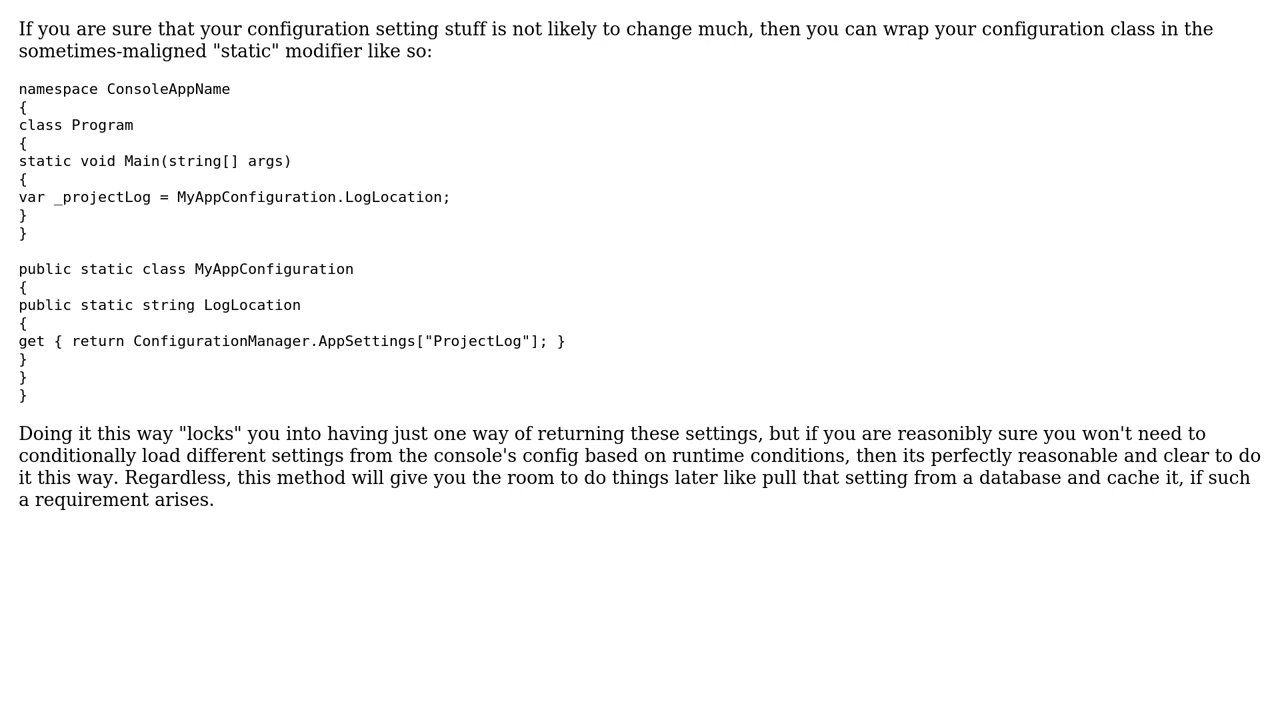 If you are sure that your configuration setting stuff is not likely to change much, then you can wrap your configuration class in the
sometimes-maligned "static" modifier like so:
namespace ConsoleAppName
{
class Program
{
static void Main(string[] args)
{
var _projectLog = MyAppConfiguration.LogLocation;
}
}
public static class MyAppConfiguration
{
public static string LogLocation
{
get { return ConfigurationManager.AppSettings["ProjectLog"]; }
}
}
}
Doing it this way "locks" you into having just one way of returning these settings, but if you are reasonibly sure you won't need to
conditionally load different settings from the console's config based on runtime conditions, then its perfectly reasonable and clear to do
it this way. Regardless, this method will give you the room to do things later like pull that setting from a database and cache it, if such
a requirement arises.